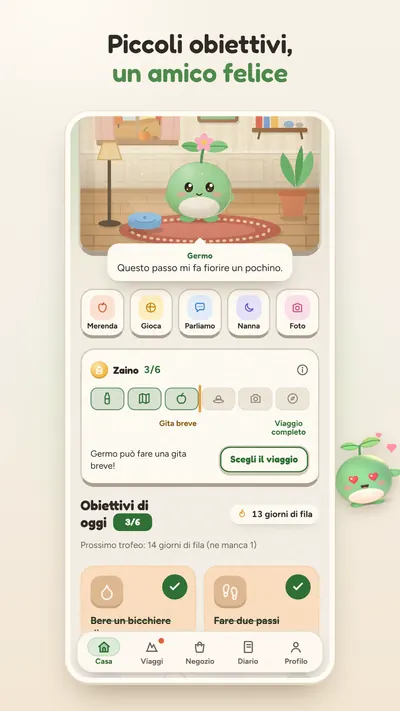 Piccoli obiettivi,
un amico felice
Germo
Questo passo mi fa fiorire un pochino.
Merenda
Gioca
Parliamo
Nanna
Foto
Zaino 3/6
Gita breve
Viaggio
completo
Germo può fare una gita
breve!
Scegli il viaggio
Obiettivi di
oggi 3/6
13 giorni di fila
Prossimo trofeo: 14 giorni di fila (ne manca 1)
Bere un bicchiere
Fare due passi
Casa
Viaggi
Negozio
Diario
Profilo